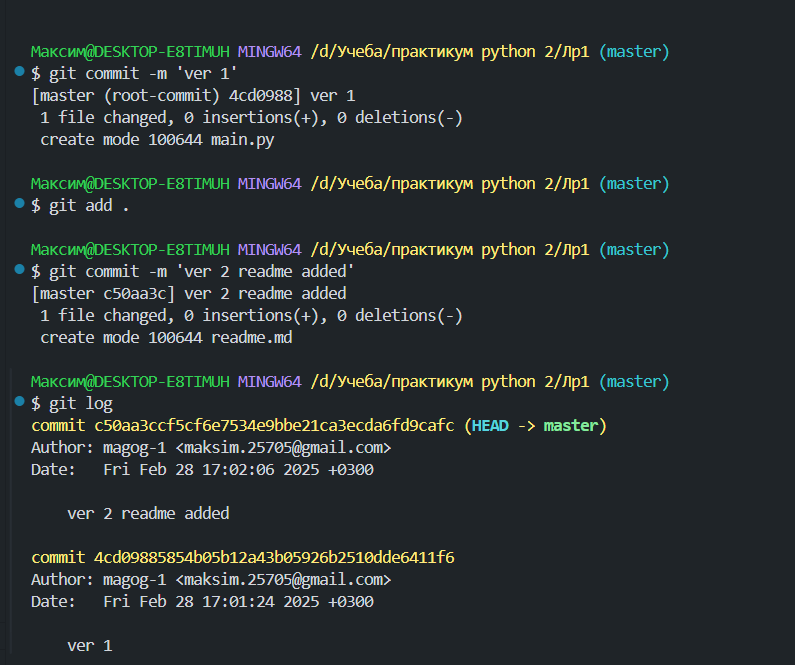 Максим@DESKTOP-E8TIMUH MINGW64 /d/Учеба/практикум python 2/Лр1 (master)
$ git commit -m 'ver 1'
[master (root-commit) 4cd0988] ver 1
 1 file changed, 0 insertions(+), 0 deletions(-)
 create mode 100644 main.py

Максим@DESKTOP-E8TIMUH MINGW64 /d/Учеба/практикум python 2/Лр1 (master)
$ git add .

Максим@DESKTOP-E8TIMUH MINGW64 /d/Учеба/практикум python 2/Лр1 (master)
$ git commit -m 'ver 2 readme added'
[master c50aa3c] ver 2 readme added
 1 file changed, 0 insertions(+), 0 deletions(-)
 create mode 100644 readme.md

Максим@DESKTOP-E8TIMUH MINGW64 /d/Учеба/практикум python 2/Лр1 (master)
$ git log
commit c50aa3ccf5cf6e7534e9bbe21ca3ecda6fd9cafc (HEAD -> master)
Author: magog-1 <maksim.25705@gmail.com>
Date:   Fri Feb 28 17:02:06 2025 +0300

    ver 2 readme added

commit 4cd09885854b05b12a43b05926b2510dde6411f6
Author: magog-1 <maksim.25705@gmail.com>
Date:   Fri Feb 28 17:01:24 2025 +0300

    ver 1